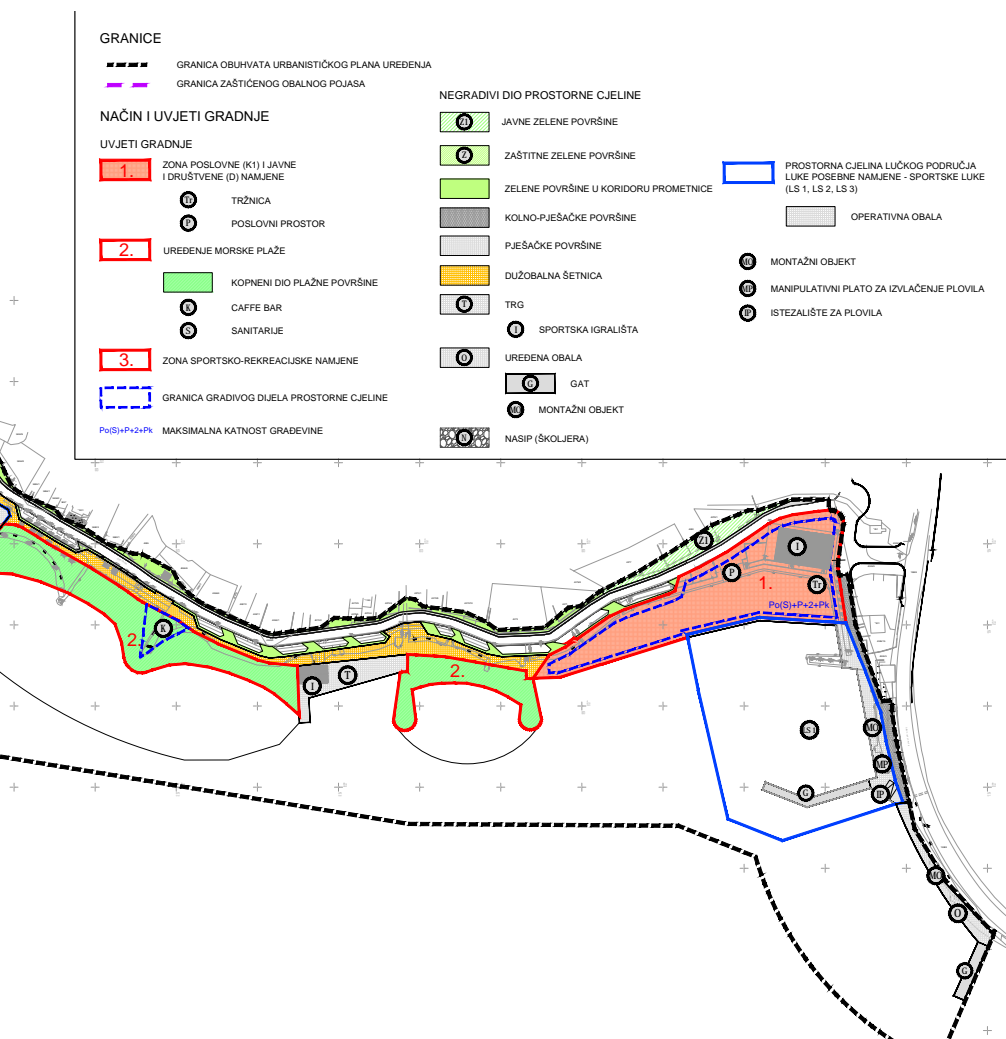 GRANICE
GRANICA OBUHVATA URBANISTIČKOG PLANA UREĐENJA
GRANICA ZAŠTIĆENOG OBALNOG POJASA
NAČIN I UVJETI GRADNJE
UVJETI GRADNJE
1.
ZONA POSLOVNE (K1) I JAVNE
I DRUŠTVENE (D) NAMJENE
Tr
TRŽNICA
P
POSLOVNI PROSTOR
2.
UREĐENJE MORSKE PLAŽE
KOPNENI DIO PLAŽNE POVRŠINE
K
CAFFE BAR
S
SANITARIJE
3.
ZONA SPORTSKO-REKREACIJSKE NAMJENE
GRANICA GRADIVOG DIJELA PROSTORNE CJELINE
Po(S)+P+2+Pk
MAKSIMALNA KATNOST GRAĐEVINE
NEGRADIVI DIO PROSTORNE CJELINE
Z1
JAVNE ZELENE POVRŠINE
Z
ZAŠTITNE ZELENE POVRŠINE
ZELENE POVRŠINE U KORIDORU PROMETNICE
KOLNO-PJEŠAČKE POVRŠINE
PJEŠAČKE POVRŠINE
DUŽOBALNA ŠETNICA
T
TRG
I
SPORTSKA IGRALIŠTA
O
UREĐENA OBALA
G
GAT
MO
MONTAŽNI OBJEKT
N
NASIP (ŠKOLJERA)
PROSTORNA CJELINA LUČKOG PODRUČJA
LUKE POSEBNE NAMJENE - SPORTSKE LUKE
(LS 1, LS 2, LS 3)
OPERATIVNA OBALA
MO
MONTAŽNI OBJEKT
MP
MANIPULATIVNI PLATO ZA IZVLAČENJE PLOVILA
IP
ISTEZALIŠTE ZA PLOVILA
Z1
I
P
1.
Tr
Po(S)+P+2+Pk
K
2.
I
T
2.
LS 1
MO
MP
G
IP
MO
O
G